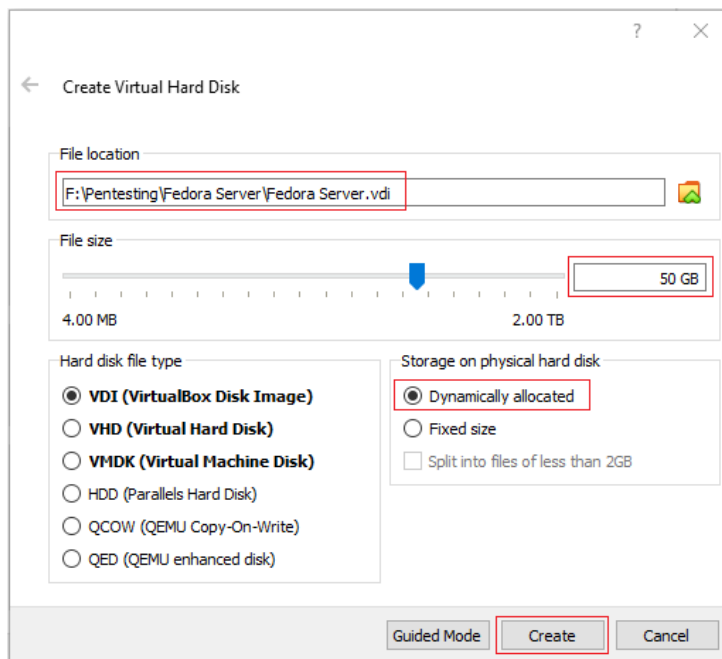 ?
Create Virtual Hard Disk
File location
F:\Pentesting\Fedora Server\Fedora Server.vdi
File size
50 GB
4.00 MB
2.00 TB
Hard disk file type
VDI (VirtualBox Disk Image)
VHD (Virtual Hard Disk)
VMDK (Virtual Machine Disk)
HDD (Parallels Hard Disk)
QCOW (QEMU Copy-On-Write)
QED (QEMU enhanced disk)
Storage on physical hard disk
Dynamically allocated
Fixed size
Split into files of less than 2GB
Guided Mode
Create
Cancel